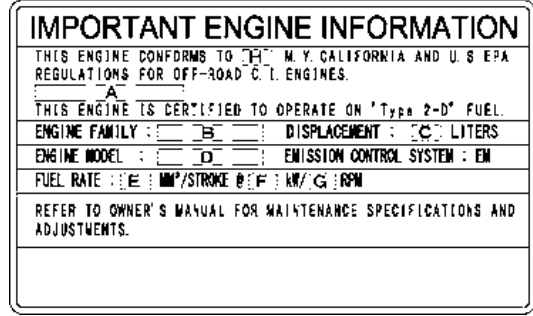 IMPORTANT ENGINE INFORMATION
THIS ENGINE CONFORMS TO H M.Y. CALIFORNIA AND U.S EPA
REGULATIONS FOR OFF-ROAD C.I. ENGINES.
A
THIS ENGINE IS CERTIFIED TO OPERATE ON "Type 2-D" FUEL.
ENGINE FAMILY : B DISPLACEMENT : C LITERS
ENGINE MODEL : D EMISSION CONTROL SYSTEM : EM
FUEL RATE : E MM³/STROKE @ F kW/ G RPM
REFER TO OWNER'S MANUAL FOR MAINTENANCE SPECIFICATIONS AND
ADJUSTMENTS.